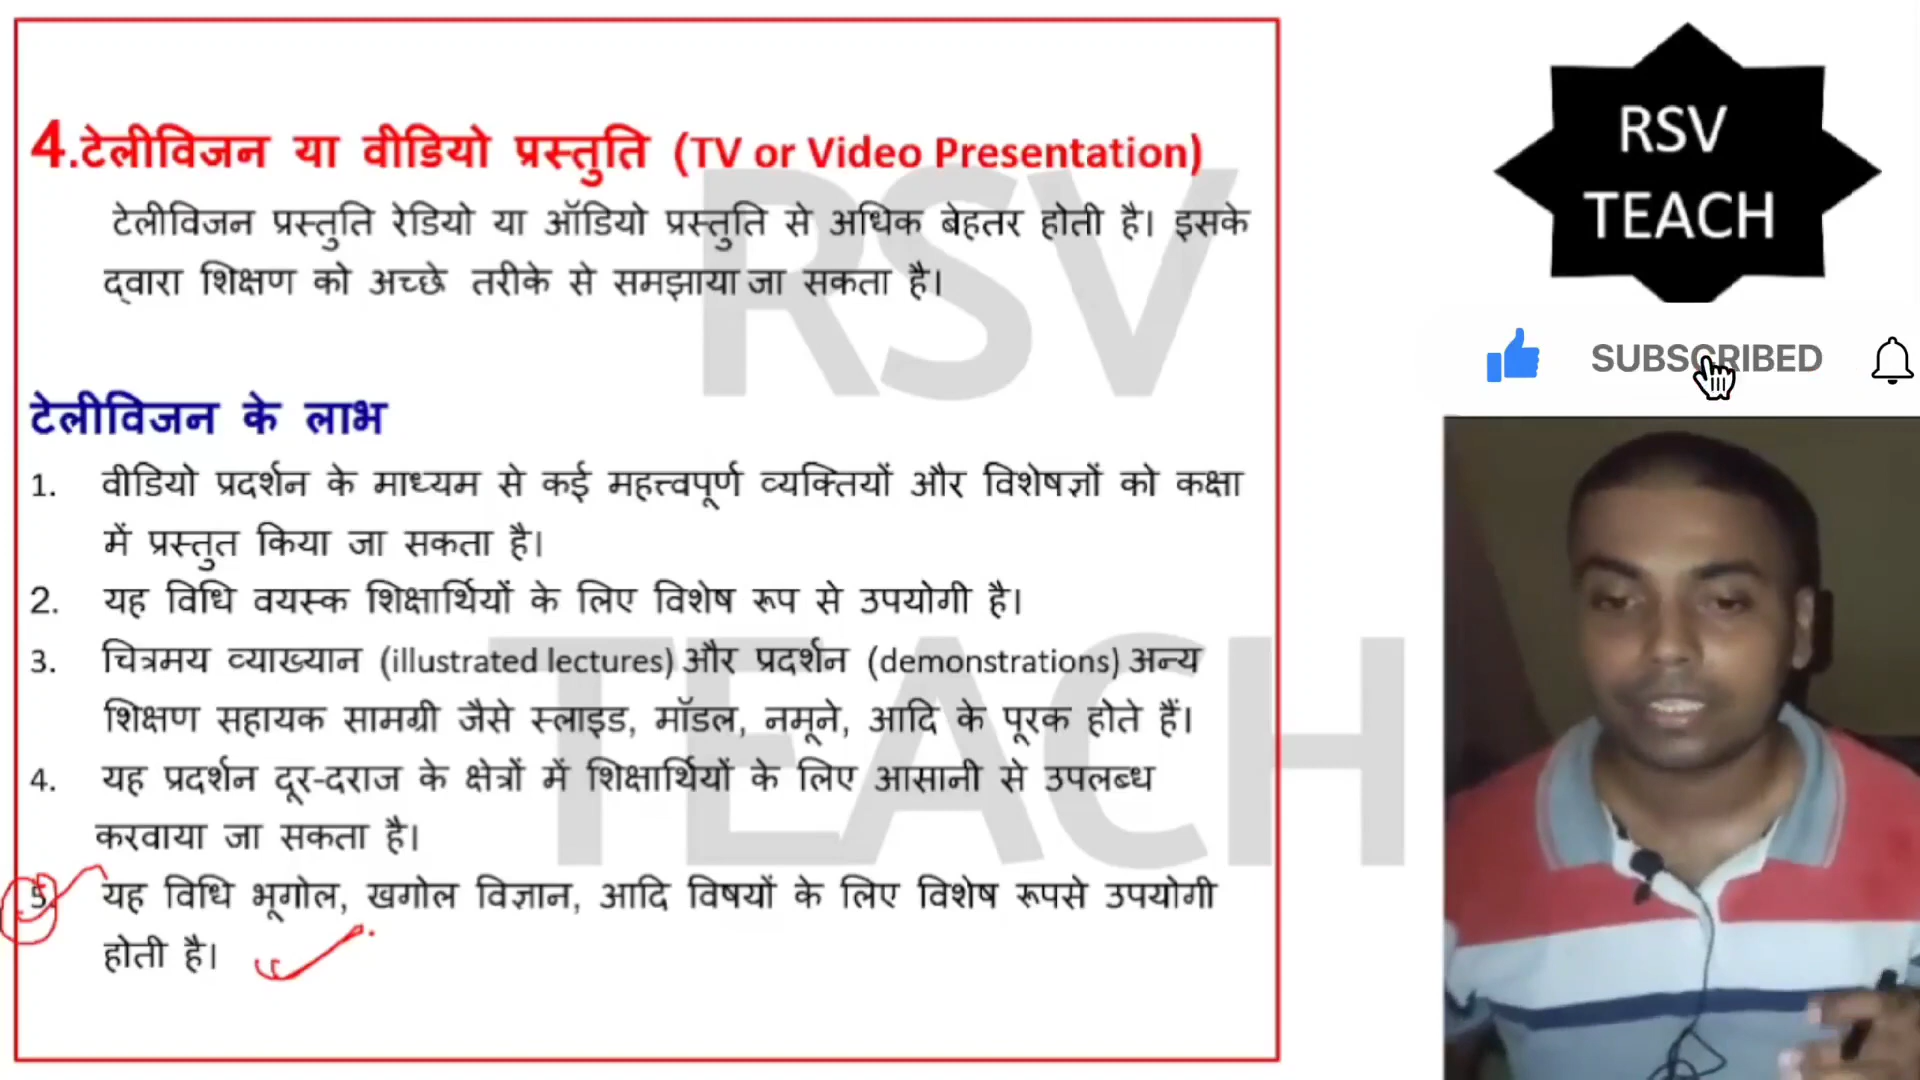 4.टेलीविजन या वीडियो प्रस्तुति (TV or Video Presentation)
टेलीविजन प्रस्तुति रेडियो या ऑडियो प्रस्तुति से अधिक बेहतर होती है। इसके
द्वारा शिक्षण को अच्छे तरीके से समझाया जा सकता है।
टेलीविजन के लाभ
1. वीडियो प्रदर्शन के माध्यम से कई महत्त्वपूर्ण व्यक्तियों और विशेषज्ञों को कक्षा
में प्रस्तुत किया जा सकता है।
2. यह विधि वयस्क शिक्षार्थियों के लिए विशेष रूप से उपयोगी है।
3. चित्रमय व्याख्यान (illustrated lectures) और प्रदर्शन (demonstrations) अन्य
शिक्षण सहायक सामग्री जैसे स्लाइड, मॉडल, नमूने, आदि के पूरक होते हैं।
4. यह प्रदर्शन दूर-दराज के क्षेत्रों में शिक्षार्थियों के लिए आसानी से उपलब्ध
करवाया जा सकता है।
5. यह विधि भूगोल, खगोल विज्ञान, आदि विषयों के लिए विशेष रूपसे उपयोगी
होती है।
RSV
TEACH
RSV
TEACH
SUBSCRIBED